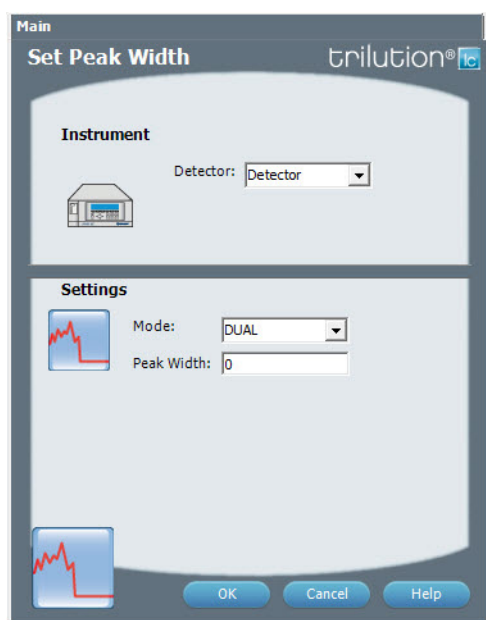 Main
Set Peak Width
trilution® lc
Instrument
Detector: Detector
Settings
Mode: DUAL
Peak Width: 0
OK Cancel Help